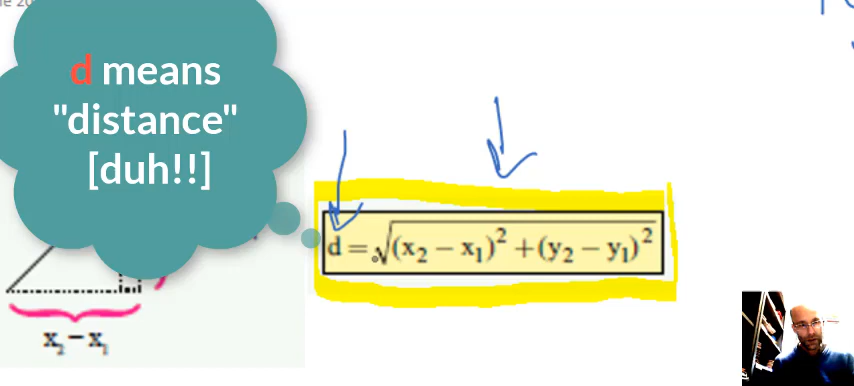 d means
"distance"
[duh!!]
d = √(x₂ − x₁)² + (y₂ − y₁)²
x₂ − x₁